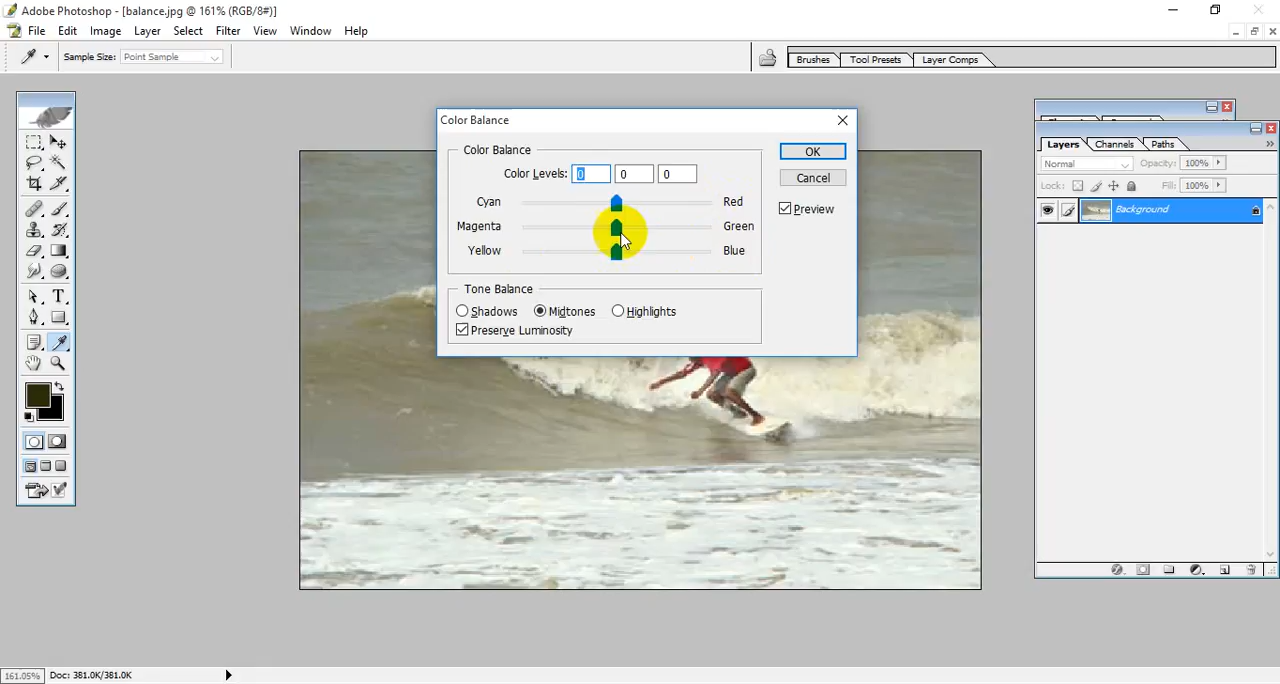 Adobe Photoshop - [balance.jpg @ 161% (RGB/8#)]
File Edit Image Layer Select Filter View Window Help
Sample Size: Point Sample
Brushes Tool Presets Layer Comps
Color Balance
Color Balance
Color Levels: 0 0 0
Cyan Red
Magenta Green
Yellow Blue
Tone Balance
Shadows Midtones Highlights
Preserve Luminosity
OK
Cancel
Preview
Layers Channels Paths
Normal Opacity: 100%
Lock: Fill: 100%
Background
T
161.05% Doc: 381.0K/381.0K